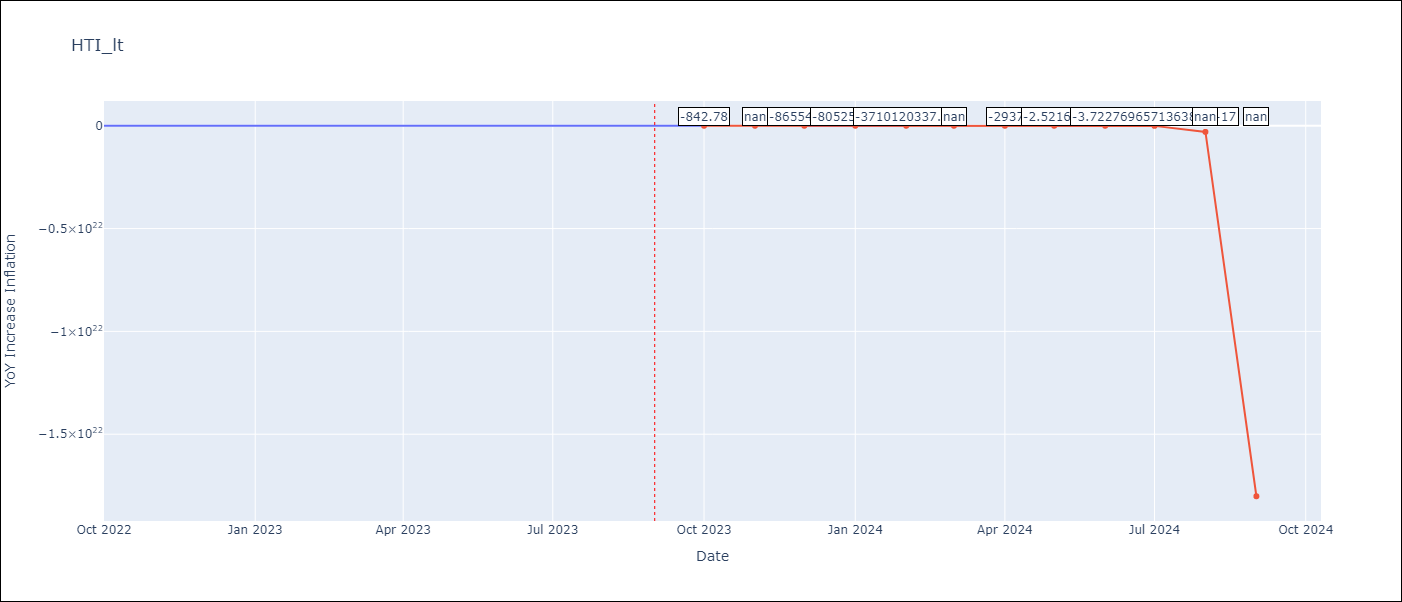 HTI_lt
-842.78 nan -86554 -80525 -3710120337. nan -2937 -2.5216 -3.7227696571363 nan -17 nan
0
−0.5×10²²
−1×10²²
−1.5×10²²
YoY Increase Inflation
Oct 2022 Jan 2023 Apr 2023 Jul 2023 Oct 2023 Jan 2024 Apr 2024 Jul 2024 Oct 2024
Date